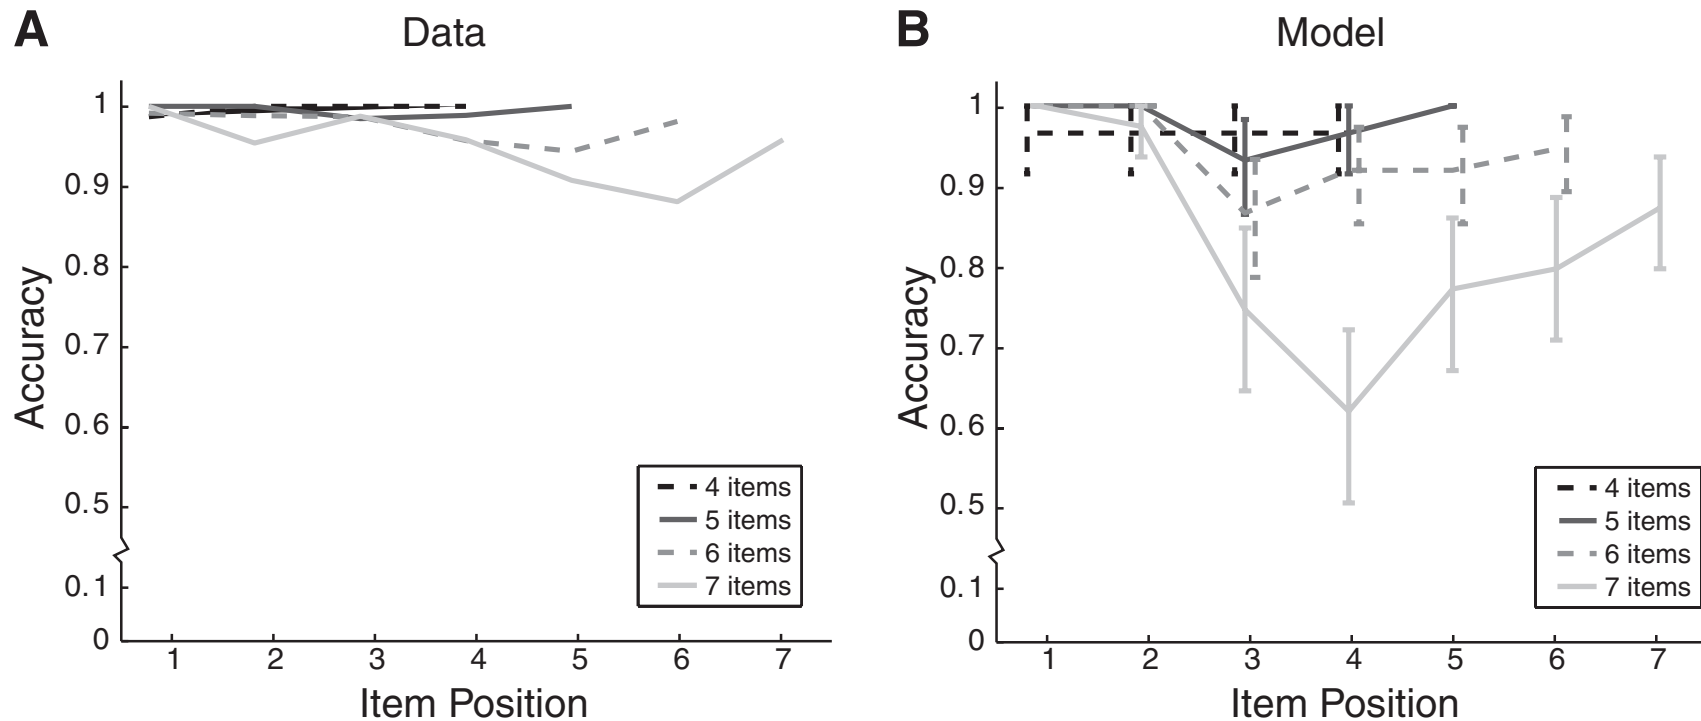 A
Data
1
0.9
0.8
0.7
0.6
0.5
0.1
0
Accuracy
4 items
5 items
6 items
7 items
1 2 3 4 5 6 7
Item Position
B
Model
1
0.9
0.8
0.7
0.6
0.5
0.1
0
Accuracy
4 items
5 items
6 items
7 items
1 2 3 4 5 6 7
Item Position